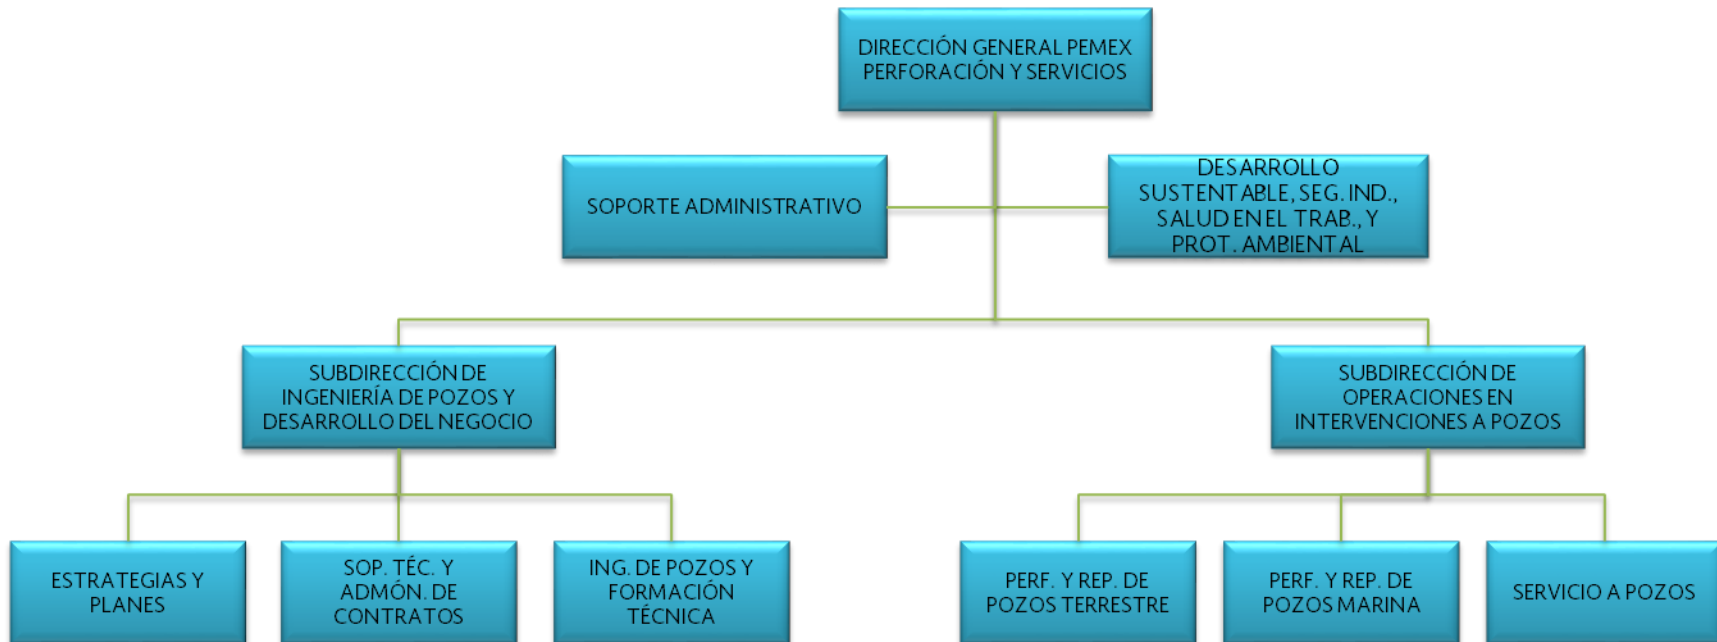 DIRECCIÓN GENERAL PEMEX
PERFORACIÓN Y SERVICIOS
SOPORTE ADMINISTRATIVO
DESARROLLO
SUSTENTABLE, SEG. IND.,
SALUD EN EL TRAB., Y
PROT. AMBIENTAL
SUBDIRECCIÓN DE
INGENIERÍA DE POZOS Y
DESARROLLO DEL NEGOCIO
SUBDIRECCIÓN DE
OPERACIONES EN
INTERVENCIONES A POZOS
ESTRATEGIAS Y
PLANES
SOP. TÉC. Y
ADMÓN. DE
CONTRATOS
ING. DE POZOS Y
FORMACIÓN
TÉCNICA
PERF. Y REP. DE
POZOS TERRESTRE
PERF. Y REP. DE
POZOS MARINA
SERVICIO A POZOS